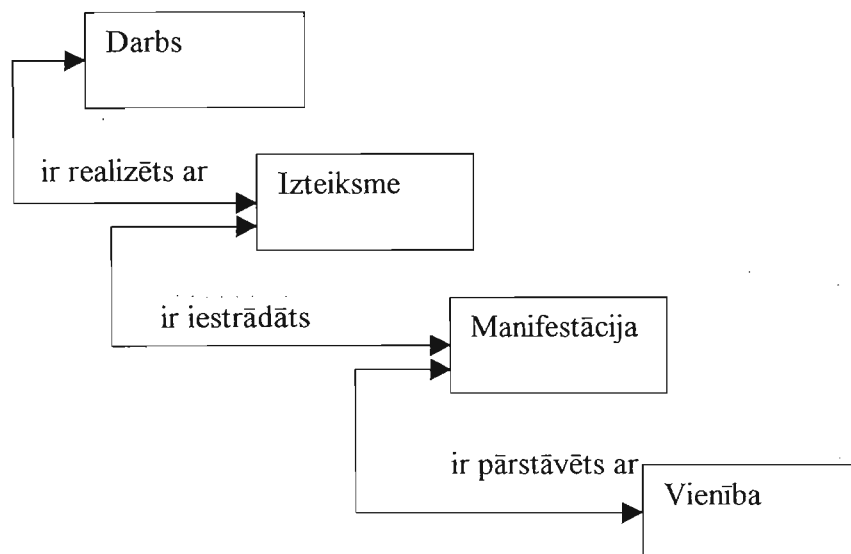 Darbs
ir realizēts ar
Izteiksme
ir iestrādāts
Manifestācija
ir pārstāvēts ar
Vienība